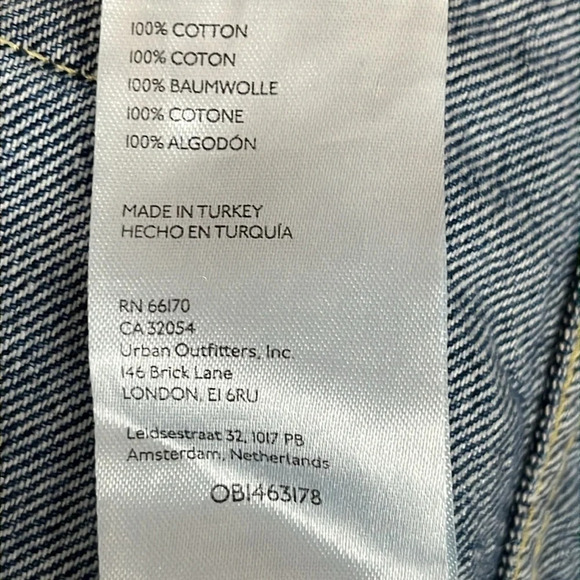 100% COTTON
100% COTON
100% BAUMWOLLE
100% COTONE
100% ALGODÓN
MADE IN TURKEY
HECHO EN TURQUÍA
RN 66170
CA 32054
Urban Outfitters, Inc.
146 Brick Lane
LONDON, E1 6RU
Leidsestraat 32, 1017 PB
Amsterdam, Netherlands
OB1463178